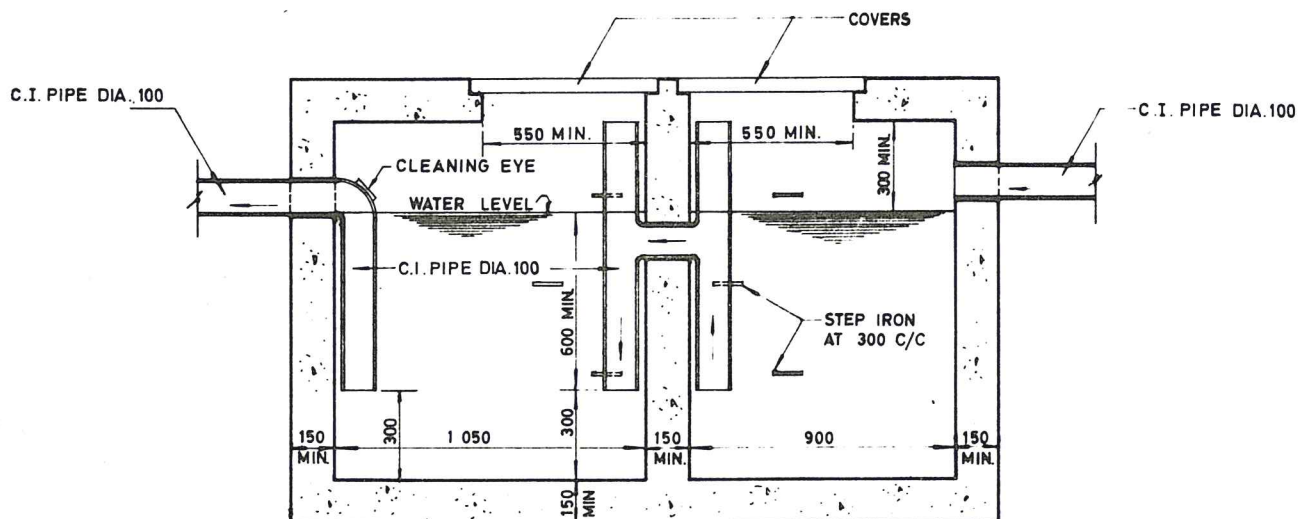 COVERS
C.I. PIPE DIA. 100
C.I. PIPE DIA. 100
550 MIN.
550 MIN.
300 MIN.
CLEANING EYE
WATER LEVEL
C.I. PIPE DIA. 100
600 MIN.
STEP IRON
AT 300 C/C
300
300
150
MIN.
1 050
150
MIN.
900
150
MIN.
150
MIN